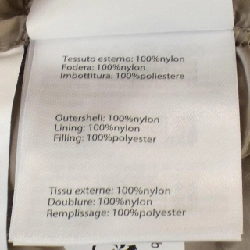 Tessuto esterno: 100%nylon
Fodera: 100%nylon
Imbottitura: 100%poliestere
Outershell: 100%nylon
Lining: 100%nylon
Filling: 100%polyester
Tissu externe: 100%nylon
Doublure: 100%nylon
Remplissage: 100%polyester